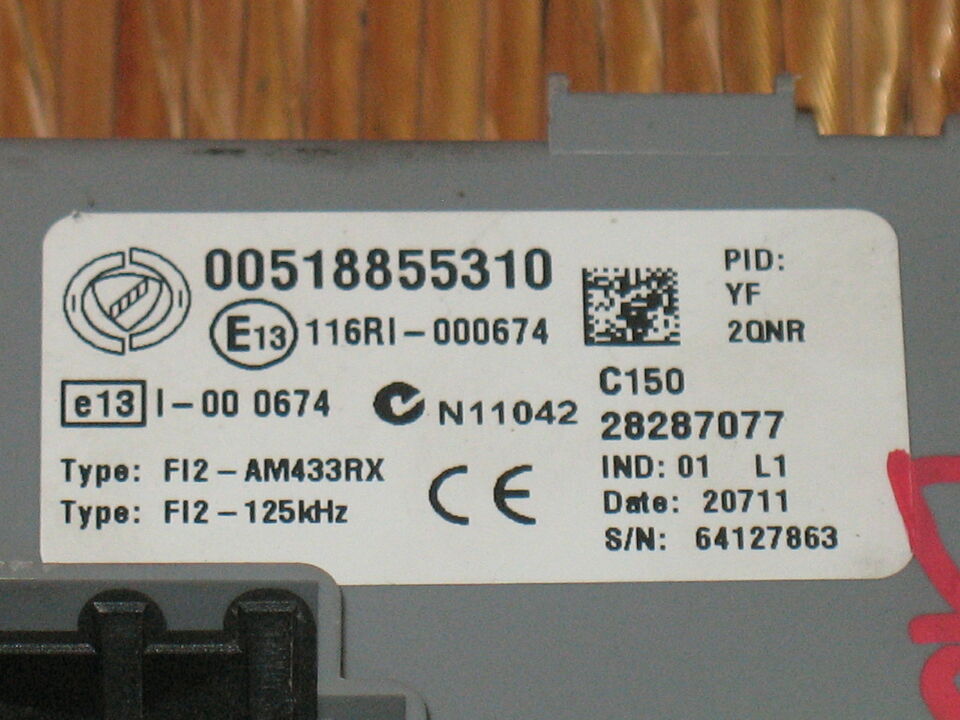 00518855310
E13 116RI-000674
e13 I-00 0674
N11042
Type: FI2-AM433RX
Type: FI2-125kHz
CE
PID:
YF
2QNR
C150
28287077
IND: 01 L1
Date: 20711
S/N: 64127863